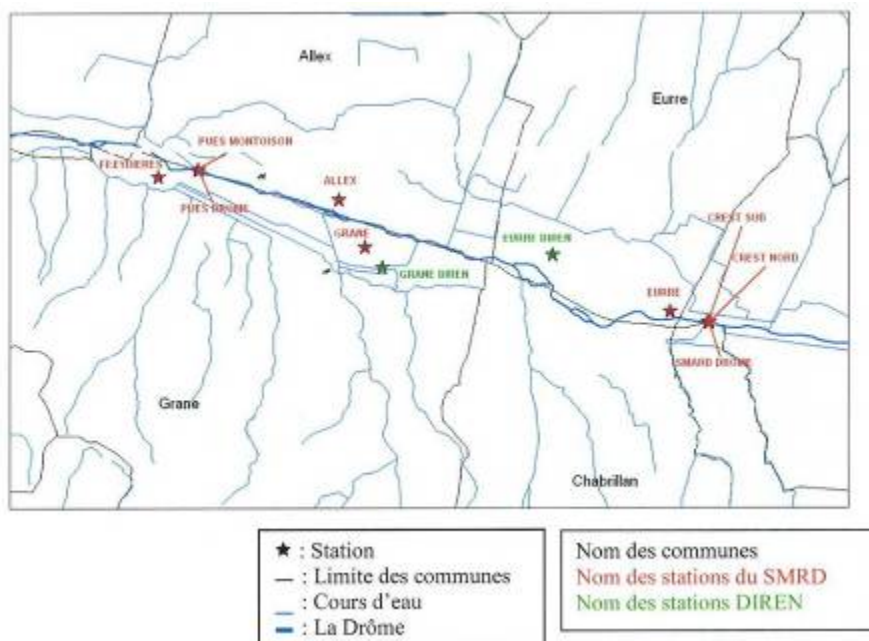 Allex
Eurre
PUES MONTOISON
FREYDIERES
PUES DROME
ALLEX
CREST SUD
GRANE
EURRE DIREN
CREST NORD
GRANE DIREN
EURRE
SMARD DROME
Grane
Chabrillan
★ : Station
— : Limite des communes
— : Cours d'eau
— : La Drôme
Nom des communes
Nom des stations du SMRD
Nom des stations DIREN